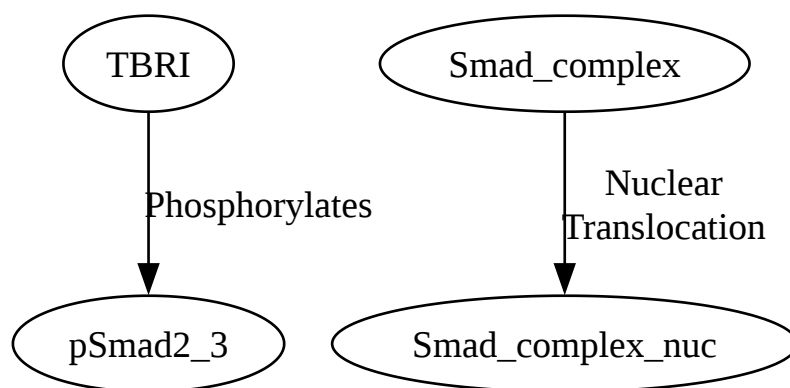 TBRI
Smad_complex
Phosphorylates
Nuclear
Translocation
pSmad2_3
Smad_complex_nuc